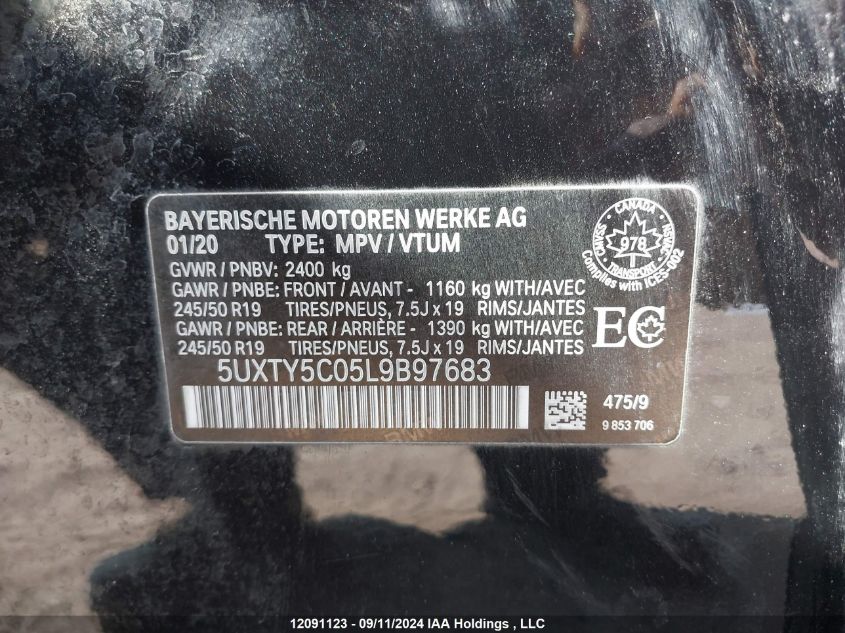 BAYERISCHE MOTOREN WERKE AG
01/20 TYPE: MPV / VTUM
GVWR / PNBV: 2400 kg
GAWR / PNBE: FRONT / AVANT - 1160 kg WITH/AVEC
245/50 R19 TIRES/PNEUS, 7.5J x 19 RIMS/JANTES
GAWR / PNBE: REAR / ARRIÈRE - 1390 kg WITH/AVEC
245/50 R19 TIRES/PNEUS, 7.5J x 19 RIMS/JANTES
5UXTY5C05L9B97683
CANADA
978
TRANSPORT
COMPLIES WITH ICES-002
EC
475/9
9 853 706
12091123 - 09/11/2024 IAA Holdings , LLC